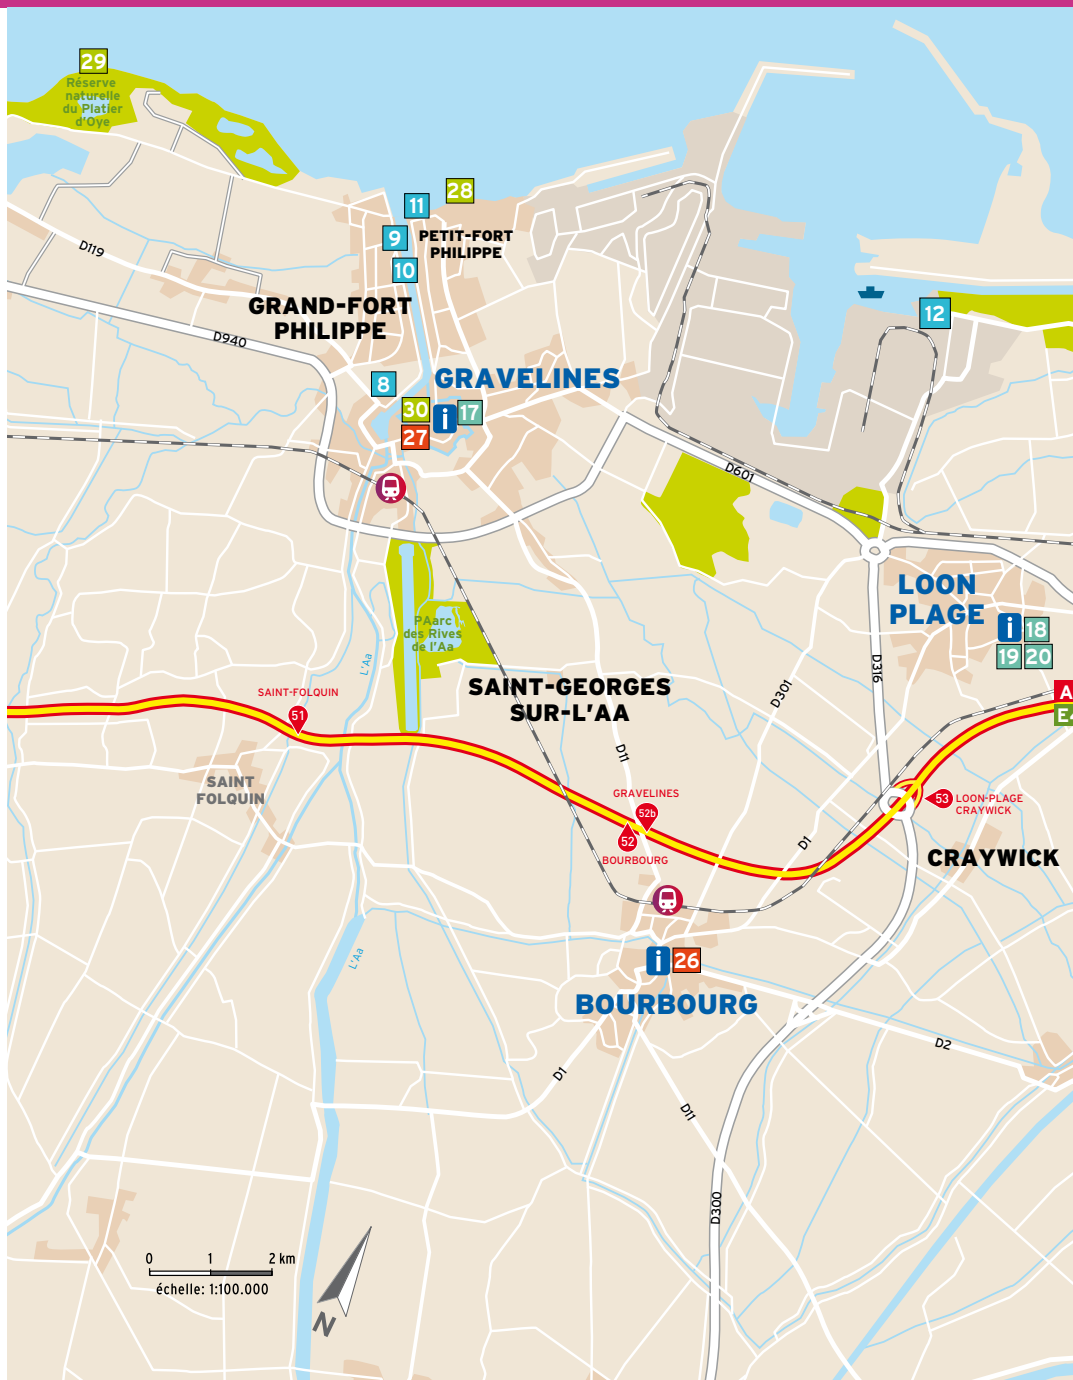 29
Réserve
naturelle
du Platier
d'Oye
28
11
9
PETIT-FORT
PHILIPPE
10
D119
GRAND-FORT
PHILIPPE
12
D940
8
GRAVELINES
30
i
17
27
D601
LOON
PLAGE
PAarc
des Rives
de l'Aa
i
18
19
20
L'Aa
D316
SAINT-GEORGES
SUR-L'AA
D301
SAINT-FOLQUIN
51
A
E4
D11
SAINT
FOLQUIN
GRAVELINES
52b
53
LOON-PLAGE
CRAYWICK
52
BOURBOURG
D1
CRAYWICK
L'Aa
i
26
BOURBOURG
D2
D1
D11
D300
0 1 2 km
échelle: 1:100.000
N